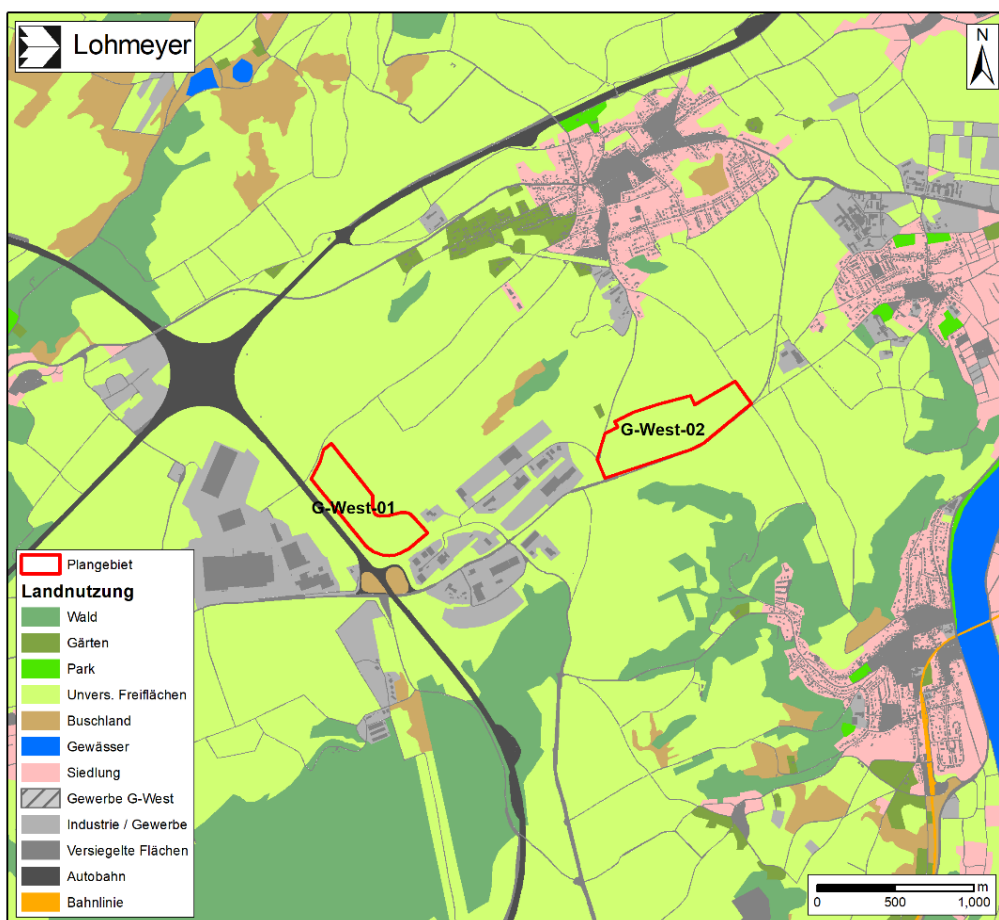 Lohmeyer
N
G-West-02
G-West-01
Plangebiet
Landnutzung
Wald
Gärten
Park
Unvers. Freiflächen
Buschland
Gewässer
Siedlung
Gewerbe G-West
Industrie / Gewerbe
Versiegelte Flächen
Autobahn
Bahnlinie
m
0 500 1,000